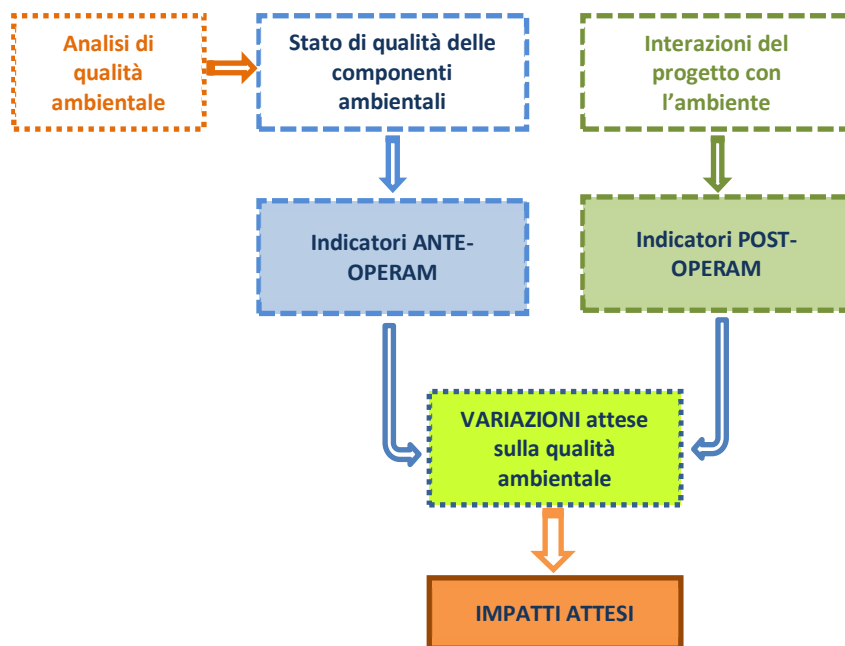 Analisi di
qualità
ambientale
Stato di qualità delle
componenti
ambientali
Interazioni del
progetto con
l'ambiente
Indicatori ANTE-
OPERAM
Indicatori POST-
OPERAM
VARIAZIONI attese
sulla qualità
ambientale
IMPATTI ATTESI